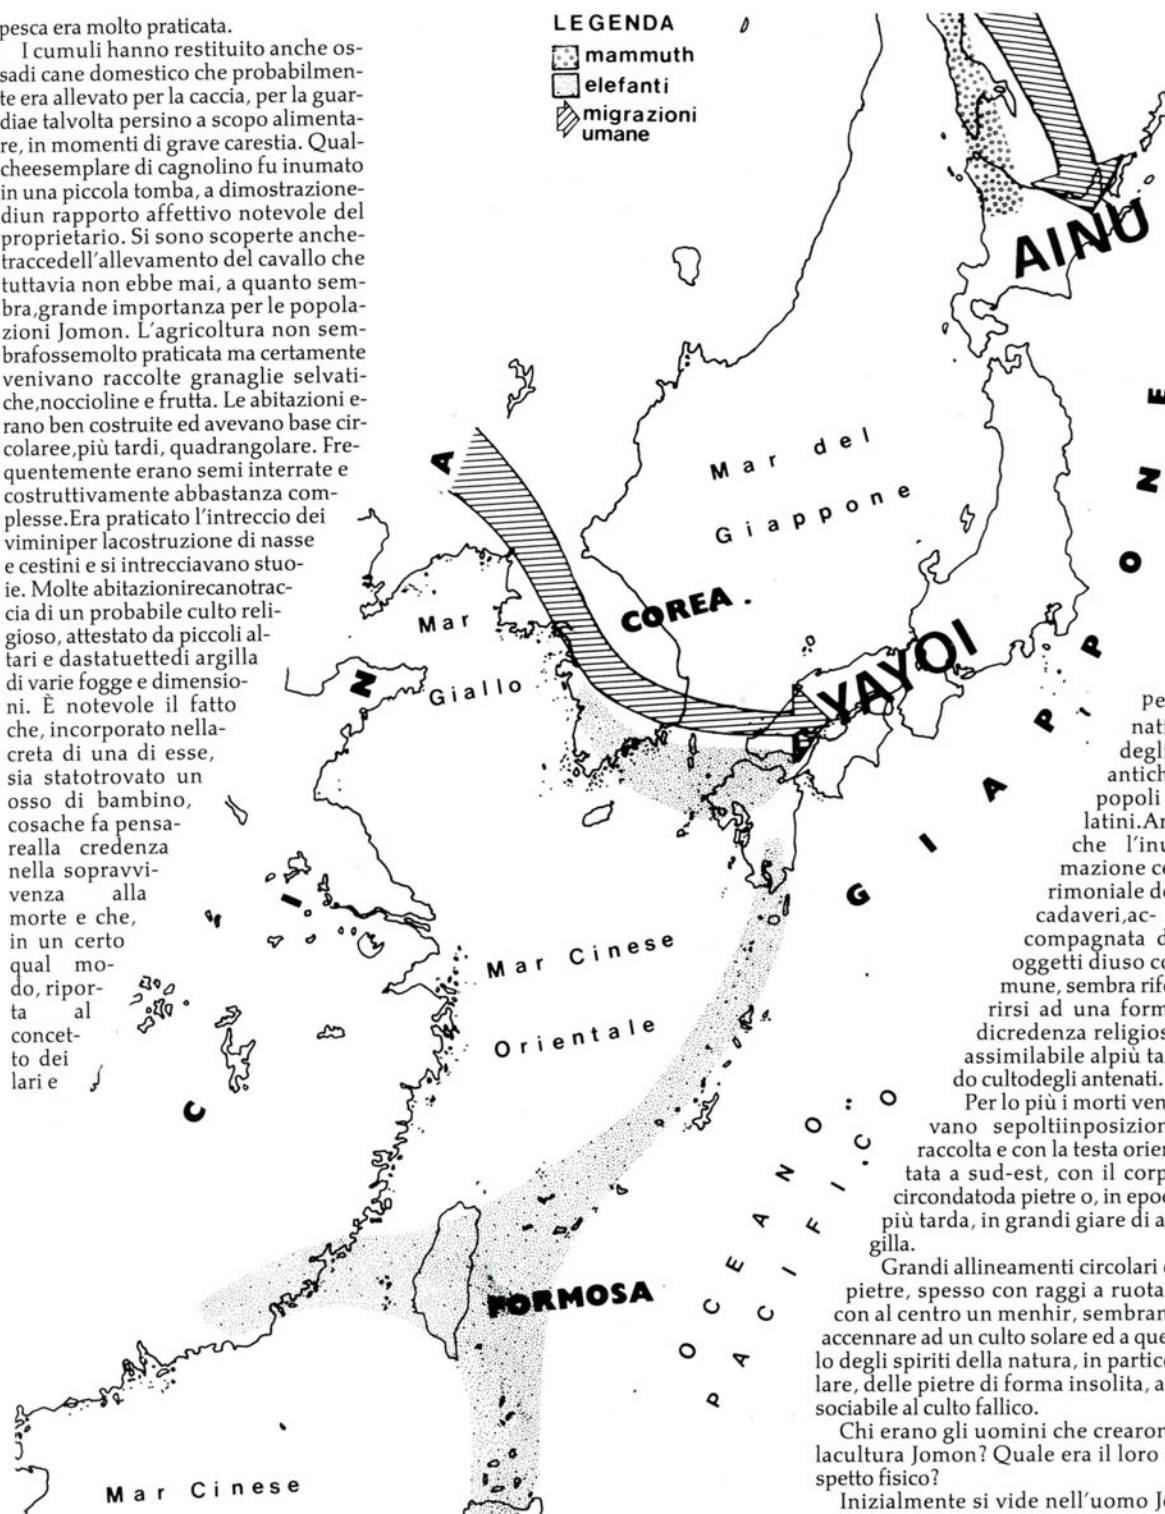 pesca era molto praticata.
I cumuli hanno restituito anche os-
sadi cane domestico che probabilmen-
te era allevato per la caccia, per la guar-
diae talvolta persino a scopo alimenta-
re, in momenti di grave carestia. Qual-
cheesemplare di cagnolino fu inumato
in una piccola tomba, a dimostrazione-
diun rapporto affettivo notevole del
proprietario. Si sono scoperte anche-
traccedell'allevamento del cavallo che
tuttavia non ebbe mai, a quanto sem-
bra,grande importanza per le popola-
zioni Jomon. L'agricoltura non sem-
brafossemolto praticata ma certamente
venivano raccolte granaglie selvati-
che,noccioline e frutta. Le abitazioni e-
rano ben costruite ed avevano base cir-
colaree,più tardi, quadrangolare. Fre-
quentemente erano semi interrate e
costruttivamente abbastanza com-
plesse.Era praticato l'intreccio dei
viminiper lacostruzione di nasse
e cestini e si intrecciavano stuo-
ie. Molte abitazionirecanotrac-
cia di un probabile culto reli-
gioso, attestato da piccoli al-
tari e dastatuettedi argilla
di varie fogge e dimensio-
ni. È notevole il fatto
che, incorporato nella-
creta di una di esse,
sia statotrovato un
osso di bambino,
cosache fa pensa-
realla credenza
nella sopravvi-
venza alla
morte e che,
in un certo
qual mo-
do, ripor-
ta al
concet-
to dei
lari e
LEGENDA
mammuth
elefanti
migrazioni
umane
AINU
Mar del
Giappone
COREA
YAYOI
Mar
Giallo
CINA
GIAPPONE
Mar Cinese
Orientale
OCEANO
PACIFICO
FORMOSA
Mar Cinese
pe
nati
degli
antich
popoli
latini.An
che l'inu
mazione ce
rimoniale de
cadaveri,ac-
compagnata d
oggetti diuso co
mune, sembra rife
rirsi ad una form
dicredenza religios
assimilabile alpiù ta
do cultodegli antenati.
Per lo più i morti ven
vano sepoltiinposizion
raccolta e con la testa orien
tata a sud-est, con il corp
circondatoda pietre o, in epoc
più tarda, in grandi giare di a
gilla.
Grandi allineamenti circolari
pietre, spesso con raggi a ruota
con al centro un menhir, sembran
accennare ad un culto solare ed a que
lo degli spiriti della natura, in partic
lare, delle pietre di forma insolita, a
sociabile al culto fallico.
Chi erano gli uomini che crearon
lacultura Jomon? Quale era il loro
spetto fisico?
Inizialmente si vide nell'uomo Jo